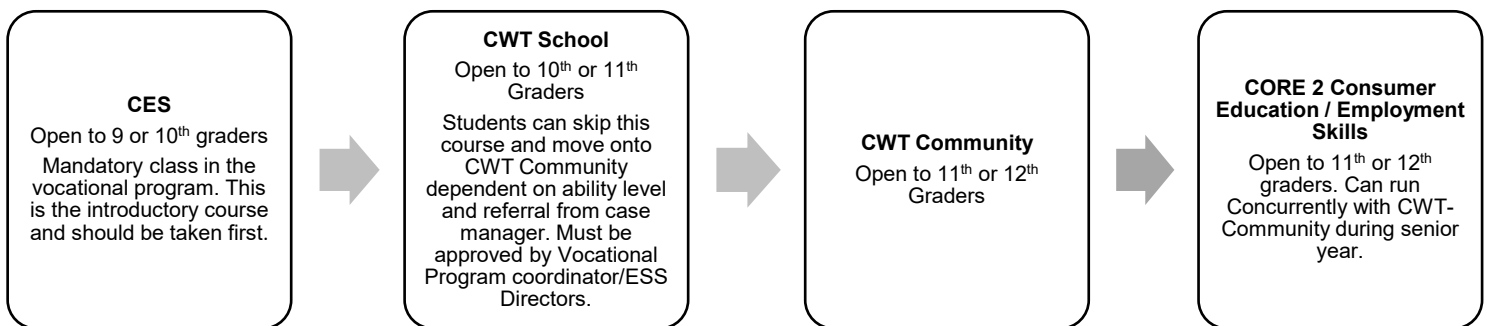 CES
Open to 9 or 10th graders
Mandatory class in the
vocational program. This
is the introductory course
and should be taken first.
CWT School
Open to 10th or 11th
Graders
Students can skip this
course and move onto
CWT Community
dependent on ability level
and referral from case
manager. Must be
approved by Vocational
Program coordinator/ESS
Directors.
CWT Community
Open to 11th or 12th
Graders
CORE 2 Consumer
Education / Employment
Skills
Open to 11th or 12th
graders. Can run
Concurrently with CWT-
Community during senior
year.